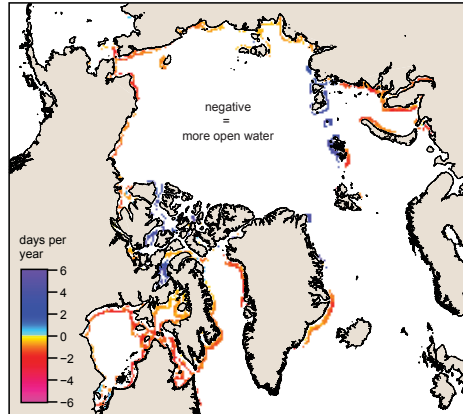 negative
=
more open water
days per
year
6
4
2
0
−2
−4
−6